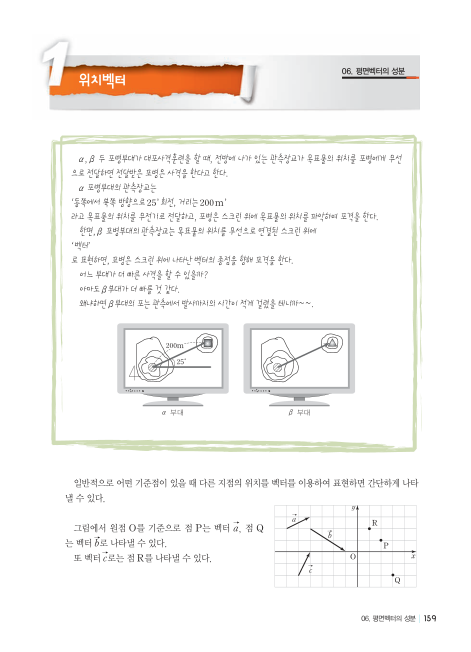 1
위치벡터
06. 평면벡터의 성분
α, β 두 포병부대가 대포사격훈련을 할 때, 전방에 나가 있는 관측장교가 목표물의 위치를 포병에게 무선
으로 전달하면 전달받은 포병은 사격을 한다고 한다.
α 포병부대의 관측장교는
'동쪽에서 북쪽 방향으로 25° 회전, 거리는 200m'
라고 목표물의 위치를 무전기로 전달하고, 포병은 스크린 위에 목표물의 위치를 파악하여 포격을 한다.
한편, β 포병부대의 관측장교는 목표물의 위치를 무선으로 연결된 스크린 위에
'벡터'
로 표현하면, 포병은 스크린 위에 나타난 벡터의 종점을 향해 포격을 한다.
어느 부대가 더 빠른 사격을 할 수 있을까?
아마도 β부대가 더 빠를 것 같다.
왜냐하면 β부대의 포는 관측에서 발사까지의 시간이 적게 걸렸을 테니까~~.
200m
25°
α 부대
β 부대
일반적으로 어떤 기준점이 있을 때 다른 지점의 위치를 벡터를 이용하여 표현하면 간단하게 나타
낼 수 있다.
그림에서 원점 O를 기준으로 점 P는 벡터 a⃗, 점 Q
는 벡터 b⃗로 나타낼 수 있다.
또 벡터 c⃗로는 점 R를 나타낼 수 있다.
y
a⃗
R
b⃗
P
O
x
c⃗
Q
06. 평면벡터의 성분 159